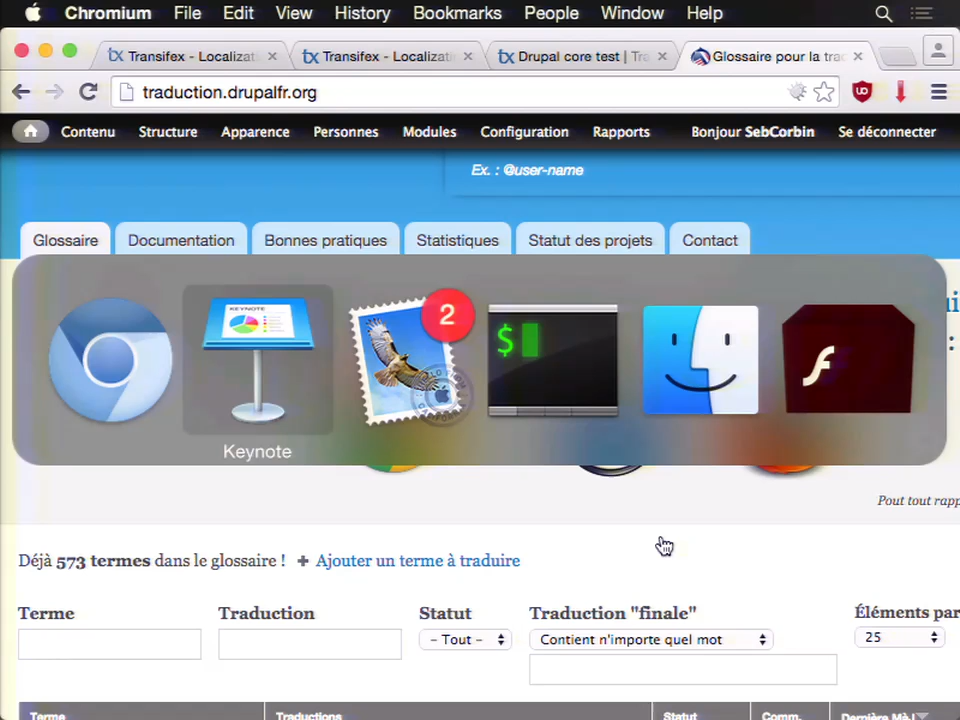 Chromium File Edit View History Bookmarks People Window Help
Transifex - Localizati Transifex - Localizati Drupal core test | Tra Glossaire pour la trad
traduction.drupalfr.org
Contenu Structure Apparence Personnes Modules Configuration Rapports Bonjour SebCorbin Se déconnecter
Ex. : @user-name
Glossaire Documentation Bonnes pratiques Statistiques Statut des projets Contact
KEYNOTE
2
$
Keynote
Pout tout rapp
Déjà 573 termes dans le glossaire ! + Ajouter un terme à traduire
Terme Traduction Statut Traduction "finale" Éléments par
- Tout - Contient n'importe quel mot 25
Terme Traductions Statut Comm. Dernière MàJ